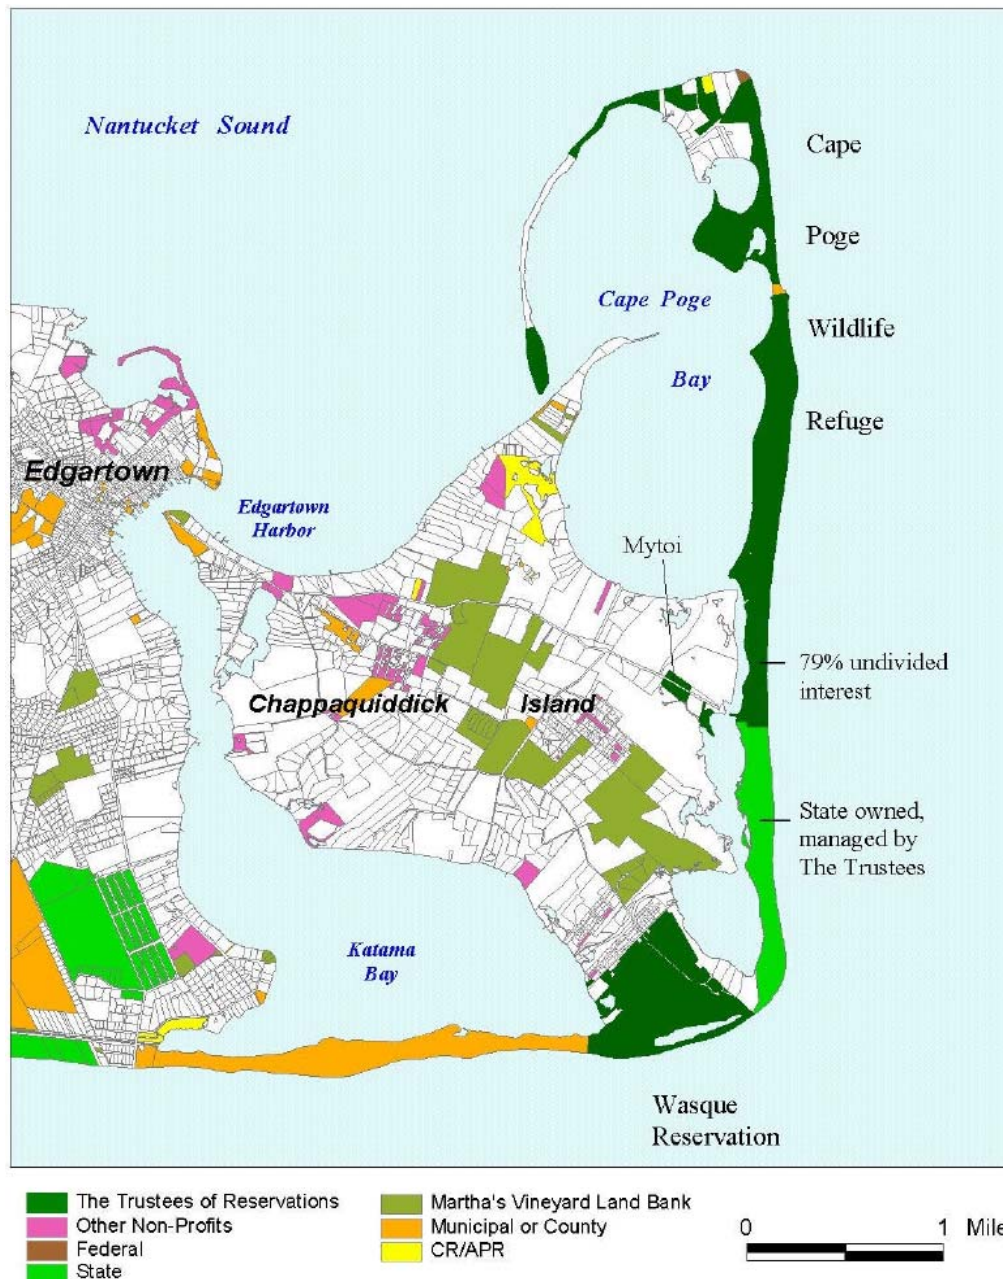 Nantucket Sound
Cape
Poge
Cape Poge
Wildlife
Bay
Refuge
Edgartown
Edgartown
Harbor
Mytoi
79% undivided
interest
Chappaquiddick Island
State owned,
managed by
The Trustees
Katama
Bay
Wasque
Reservation
The Trustees of Reservations
Other Non-Profits
Federal
State
Martha's Vineyard Land Bank
Municipal or County
CR/APR
0 1 Mile